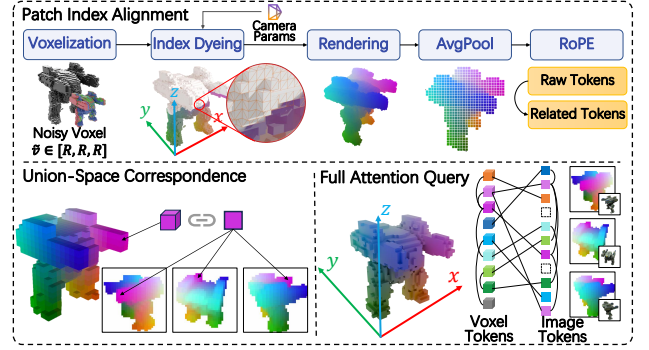 Patch Index Alignment
Camera
Params
Voxelization
Index Dyeing
Rendering
AvgPool
RoPE
Raw Tokens
Related Tokens
z
y
x
Noisy Voxel
ṽ ∈ [R, R, R]
Union-Space Correspondence
Full Attention Query
z
y
x
Voxel
Tokens
Image
Tokens